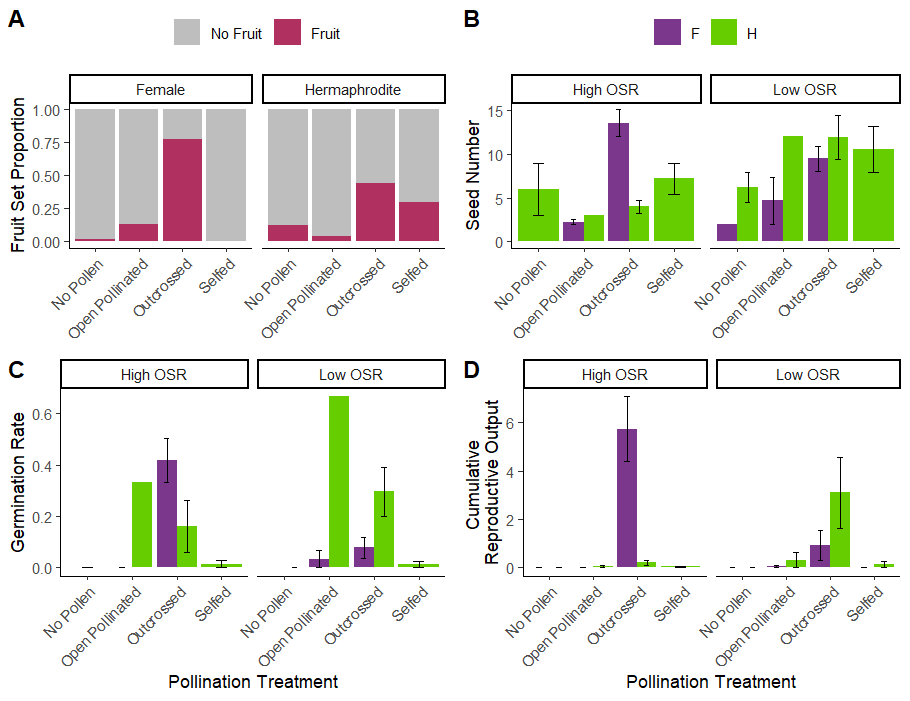 A
No Fruit
Fruit
Female
Hermaphrodite
Fruit Set Proportion
1.00
0.75
0.50
0.25
0.00
No Pollen
Open Pollinated
Outcrossed
Selfed
No Pollen
Open Pollinated
Outcrossed
Selfed
B
F
H
High OSR
Low OSR
Seed Number
15
10
5
0
No Pollen
Open Pollinated
Outcrossed
Selfed
No Pollen
Open Pollinated
Outcrossed
Selfed
C
High OSR
Low OSR
Germination Rate
0.6
0.4
0.2
0.0
No Pollen
Open Pollinated
Outcrossed
Selfed
No Pollen
Open Pollinated
Outcrossed
Selfed
Pollination Treatment
D
High OSR
Low OSR
Cumulative
Reproductive Output
6
4
2
0
No Pollen
Open Pollinated
Outcrossed
Selfed
No Pollen
Open Pollinated
Outcrossed
Selfed
Pollination Treatment